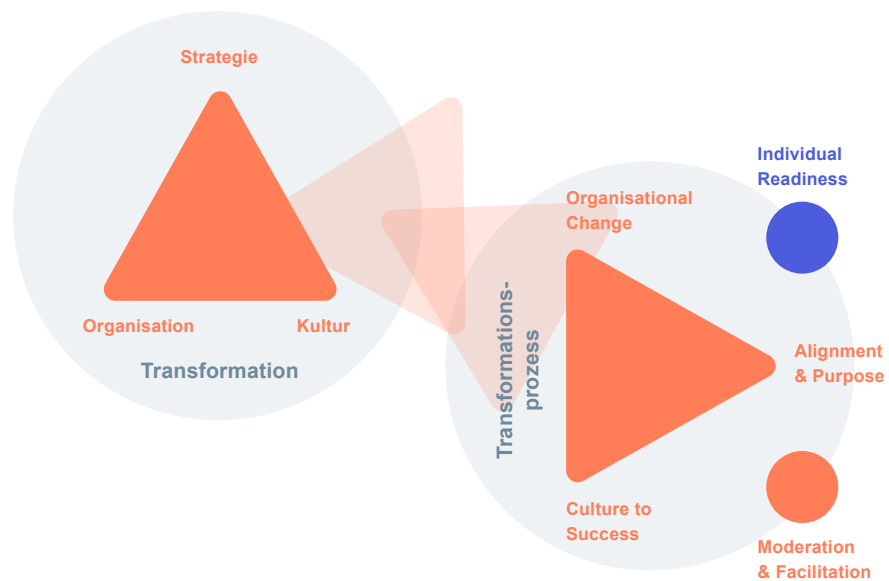 Strategie
Organisation
Kultur
Transformation
Transformations-
prozess
Organisational
Change
Individual
Readiness
Alignment
& Purpose
Culture to
Success
Moderation
& Facilitation